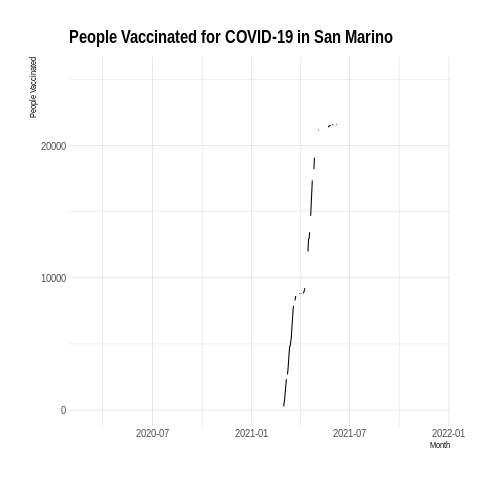 People Vaccinated for COVID-19 in San Marino
People Vaccinated
20000
10000
0
2020-07 2021-01 2021-07 2022-01
Month